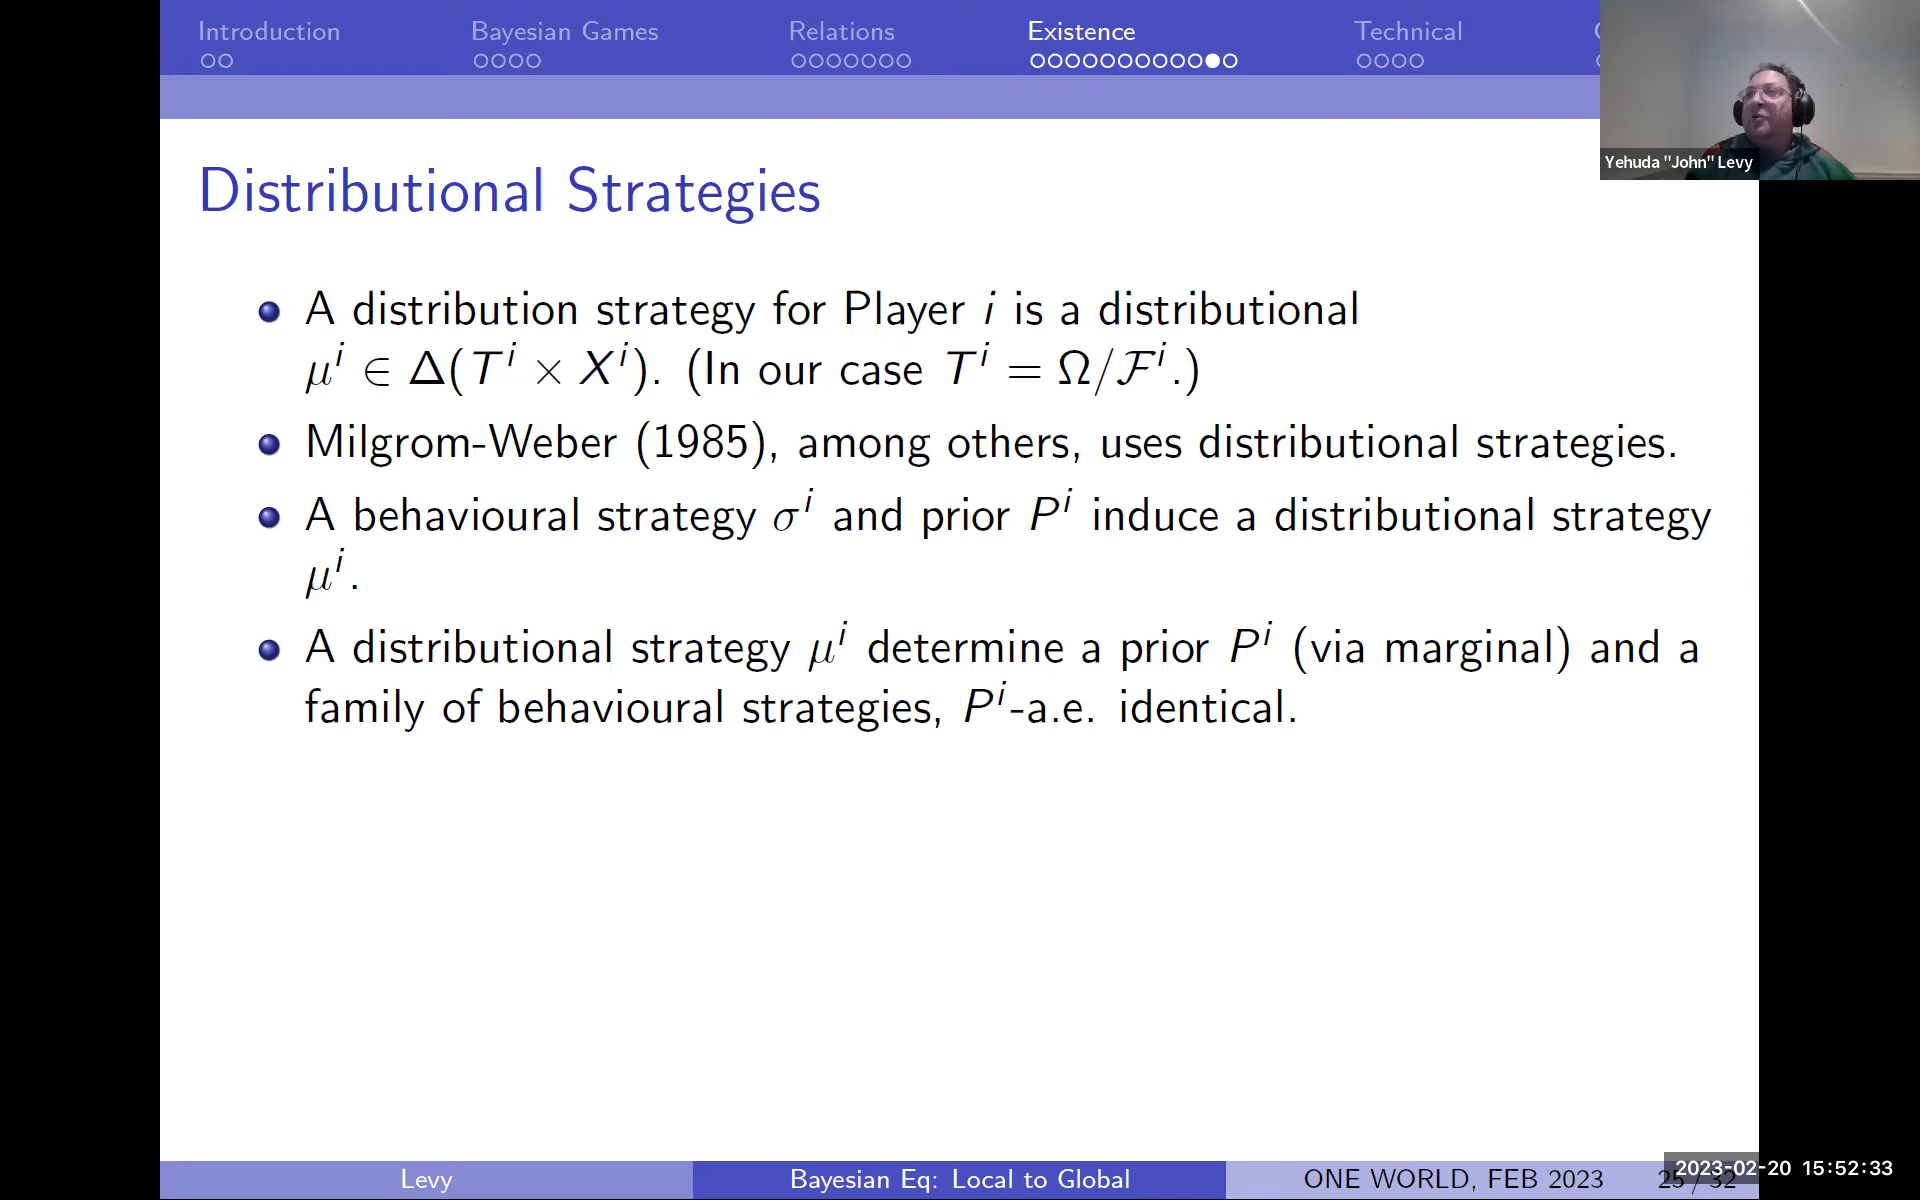 Introduction Bayesian Games Relations Existence Technical
Yehuda "John" Levy
Distributional Strategies
A distribution strategy for Player i is a distributional
μ^i ∈ Δ(T^i × X^i). (In our case T^i = Ω/ℱ^i.)
Milgrom-Weber (1985), among others, uses distributional strategies.
A behavioural strategy σ^i and prior P^i induce a distributional strategy
μ^i.
A distributional strategy μ^i determine a prior P^i (via marginal) and a
family of behavioural strategies, P^i-a.e. identical.
Levy Bayesian Eq: Local to Global ONE WORLD, FEB 2023 25 / 32
2023-02-20 15:52:33